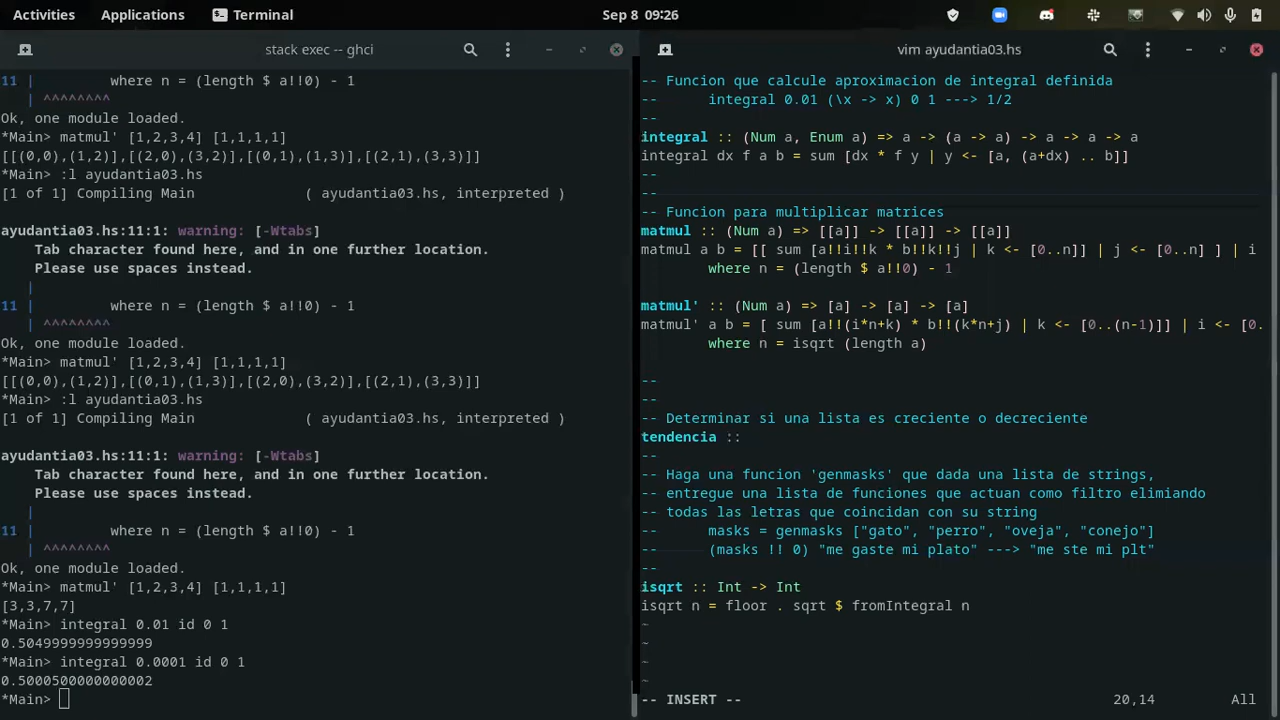 Activities Applications Terminal Sep 8 09:26
stack exec -- ghci
11 | where n = (length $ a!!0) - 1
| ^^^^^^^^
Ok, one module loaded.
*Main> matmul' [1,2,3,4] [1,1,1,1]
[[(0,0),(1,2)],[(2,0),(3,2)],[(0,1),(1,3)],[(2,1),(3,3)]]
*Main> :l ayudantia03.hs
[1 of 1] Compiling Main ( ayudantia03.hs, interpreted )
ayudantia03.hs:11:1: warning: [-Wtabs]
Tab character found here, and in one further location.
Please use spaces instead.
|
11 | where n = (length $ a!!0) - 1
| ^^^^^^^^
Ok, one module loaded.
*Main> matmul' [1,2,3,4] [1,1,1,1]
[[(0,0),(1,2)],[(0,1),(1,3)],[(2,0),(3,2)],[(2,1),(3,3)]]
*Main> :l ayudantia03.hs
[1 of 1] Compiling Main ( ayudantia03.hs, interpreted )
ayudantia03.hs:11:1: warning: [-Wtabs]
Tab character found here, and in one further location.
Please use spaces instead.
|
11 | where n = (length $ a!!0) - 1
| ^^^^^^^^
Ok, one module loaded.
*Main> matmul' [1,2,3,4] [1,1,1,1]
[3,3,7,7]
*Main> integral 0.01 id 0 1
0.5049999999999999
*Main> integral 0.0001 id 0 1
0.5000500000000002
*Main>
vim ayudantia03.hs
-- Funcion que calcule aproximacion de integral definida
-- integral 0.01 (\x -> x) 0 1 ---> 1/2
--
integral :: (Num a, Enum a) => a -> (a -> a) -> a -> a -> a
integral dx f a b = sum [dx * f y | y <- [a, (a+dx) .. b]]
--
--
-- Funcion para multiplicar matrices
matmul :: (Num a) => [[a]] -> [[a]] -> [[a]]
matmul a b = [[ sum [a!!i!!k * b!!k!!j | k <- [0..n]] | j <- [0..n] ] | i
where n = (length $ a!!0) - 1
matmul' :: (Num a) => [a] -> [a] -> [a]
matmul' a b = [ sum [a!!(i*n+k) * b!!(k*n+j) | k <- [0..(n-1)]] | i <- [0.
where n = isqrt (length a)
--
--
-- Determinar si una lista es creciente o decreciente
tendencia ::
--
-- Haga una funcion 'genmasks' que dada una lista de strings,
-- entregue una lista de funciones que actuan como filtro elimiando
-- todas las letras que coincidan con su string
-- masks = genmasks ["gato", "perro", "oveja", "conejo"]
-- (masks !! 0) "me gaste mi plato" ---> "me ste mi plt"
--
isqrt :: Int -> Int
isqrt n = floor . sqrt $ fromIntegral n
~
~
~
~
-- INSERT -- 20,14 All